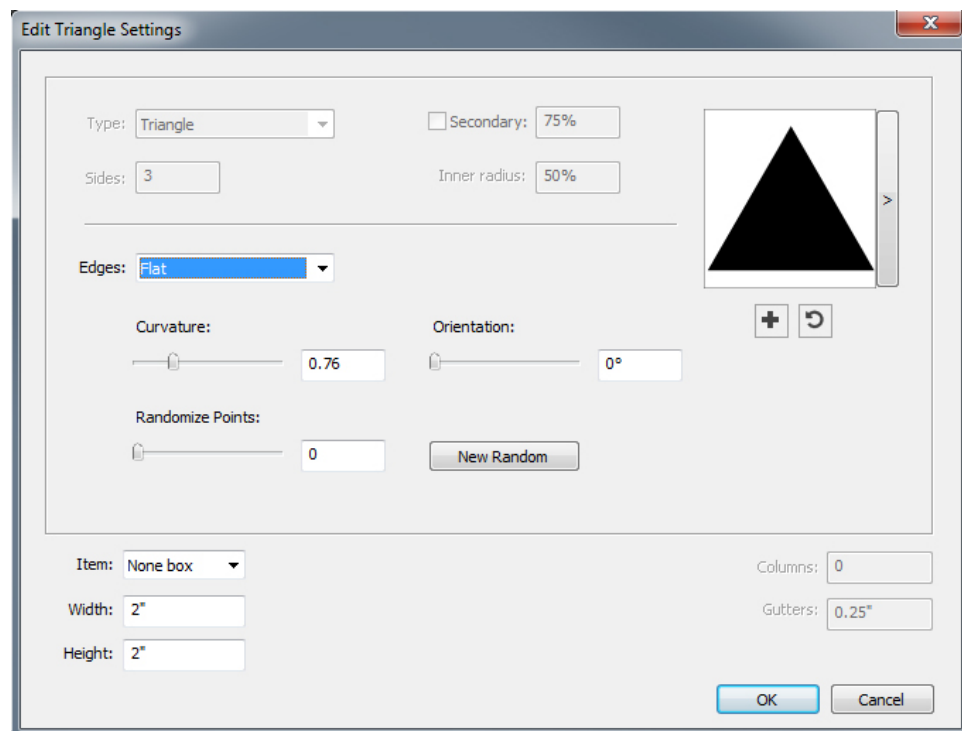 Edit Triangle Settings
X
Type: Triangle
Secondary: 75%
Sides: 3
Inner radius: 50%
>
Edges: Flat
Curvature:
Orientation:
0.76
0°
Randomize Points:
0
New Random
Item: None box
Columns: 0
Width: 2"
Gutters: 0.25"
Height: 2"
OK
Cancel